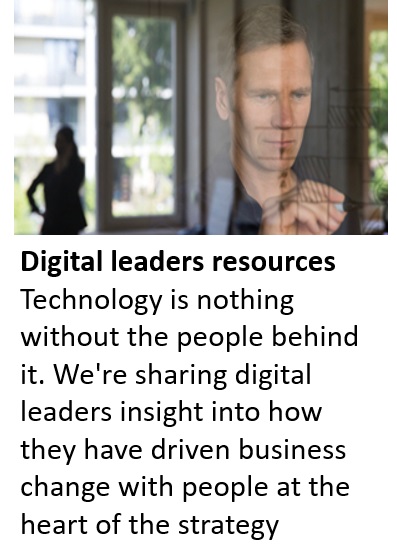 Digital leaders resources
Technology is nothing
without the people behind
it. We're sharing digital
leaders insight into how
they have driven business
change with people at the
heart of the strategy